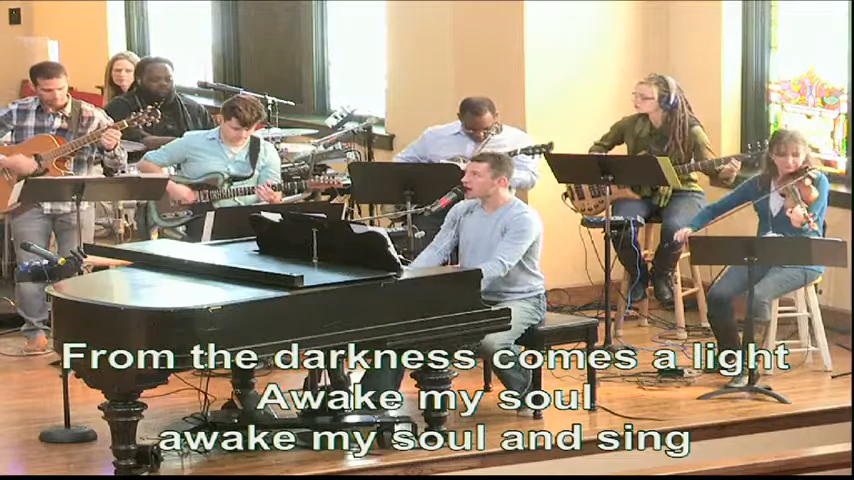 From the darkness comes a light
Awake my soul
awake my soul and sing